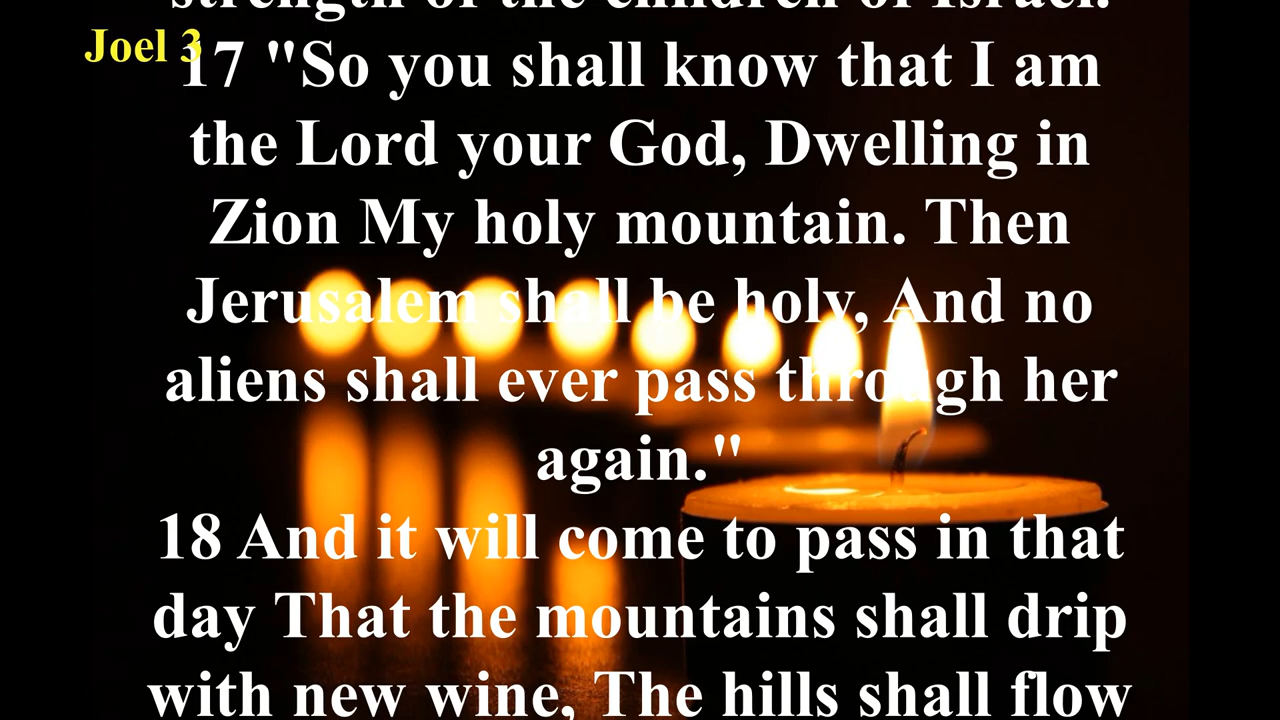 strength of the children of Israel.
Joel 3
17 "So you shall know that I am
the Lord your God, Dwelling in
Zion My holy mountain. Then
Jerusalem shall be holy, And no
aliens shall ever pass through her
again."
18 And it will come to pass in that
day That the mountains shall drip
with new wine, The hills shall flow